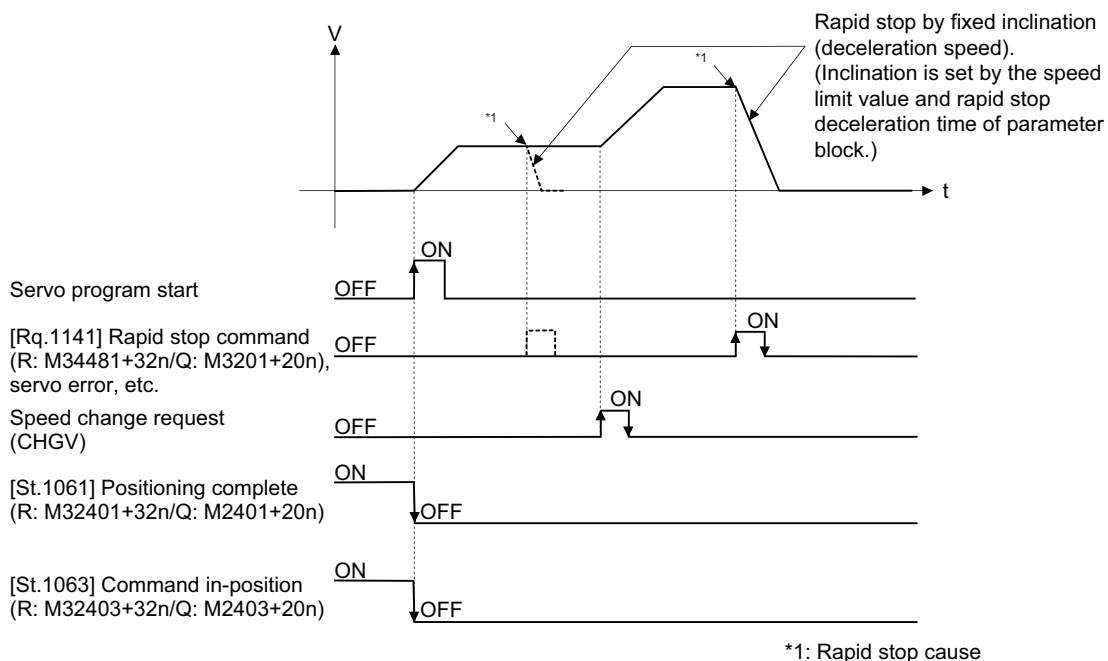 V
Rapid stop by fixed inclination
(deceleration speed).
(Inclination is set by the speed
limit value and rapid stop
deceleration time of parameter
block.)
*1
*1
t
ON
Servo program start
OFF
[Rq.1141] Rapid stop command
(R: M34481+32n/Q: M3201+20n),
servo error, etc.
OFF
ON
Speed change request
(CHGV)
OFF
ON
[St.1061] Positioning complete
(R: M32401+32n/Q: M2401+20n)
ON
OFF
[St.1063] Command in-position
(R: M32403+32n/Q: M2403+20n)
ON
OFF
*1: Rapid stop cause